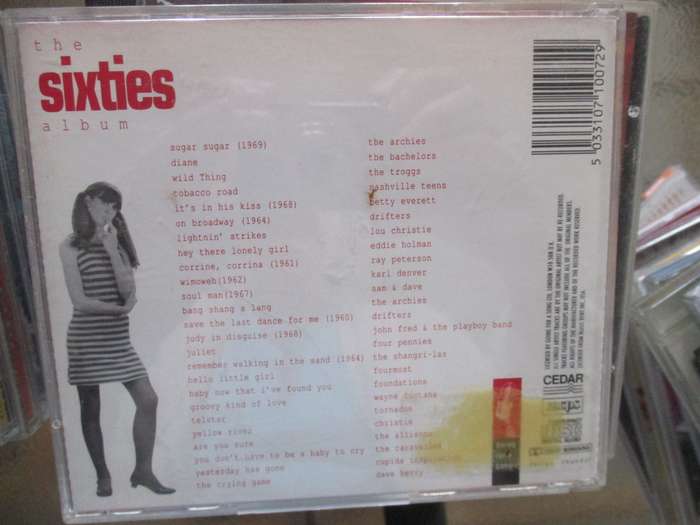 the
sixties
album
sugar sugar (1969)
diane
wild Thing
tobacco road
it's in his kiss (1968)
on broadway (1964)
lightnin' strikes
hey there lonely girl
corrine, corrina (1961)
wimoweh(1962)
soul man(1967)
bang shang a lang
save the last dance for me (1960)
judy in disguise (1968)
juliet
remember walking in the sand (1964)
hello little girl
baby now that i've found you
groovy kind of love
telstar
yellow river
Are you sure
you don't have to be a baby to cry
yesterday has gone
the crying game
the archies
the bachelors
the troggs
nashville teens
betty everett
drifters
lou christie
eddie holman
ray peterson
karl denver
sam & dave
the archies
drifters
john fred & the playboy band
four pennies
the shangri-las
fourmost
foundations
wayne fontana
tornados
christie
the allisons
the caravelles
cupids inspiration
dave berry
5 033107 100729
CEDAR